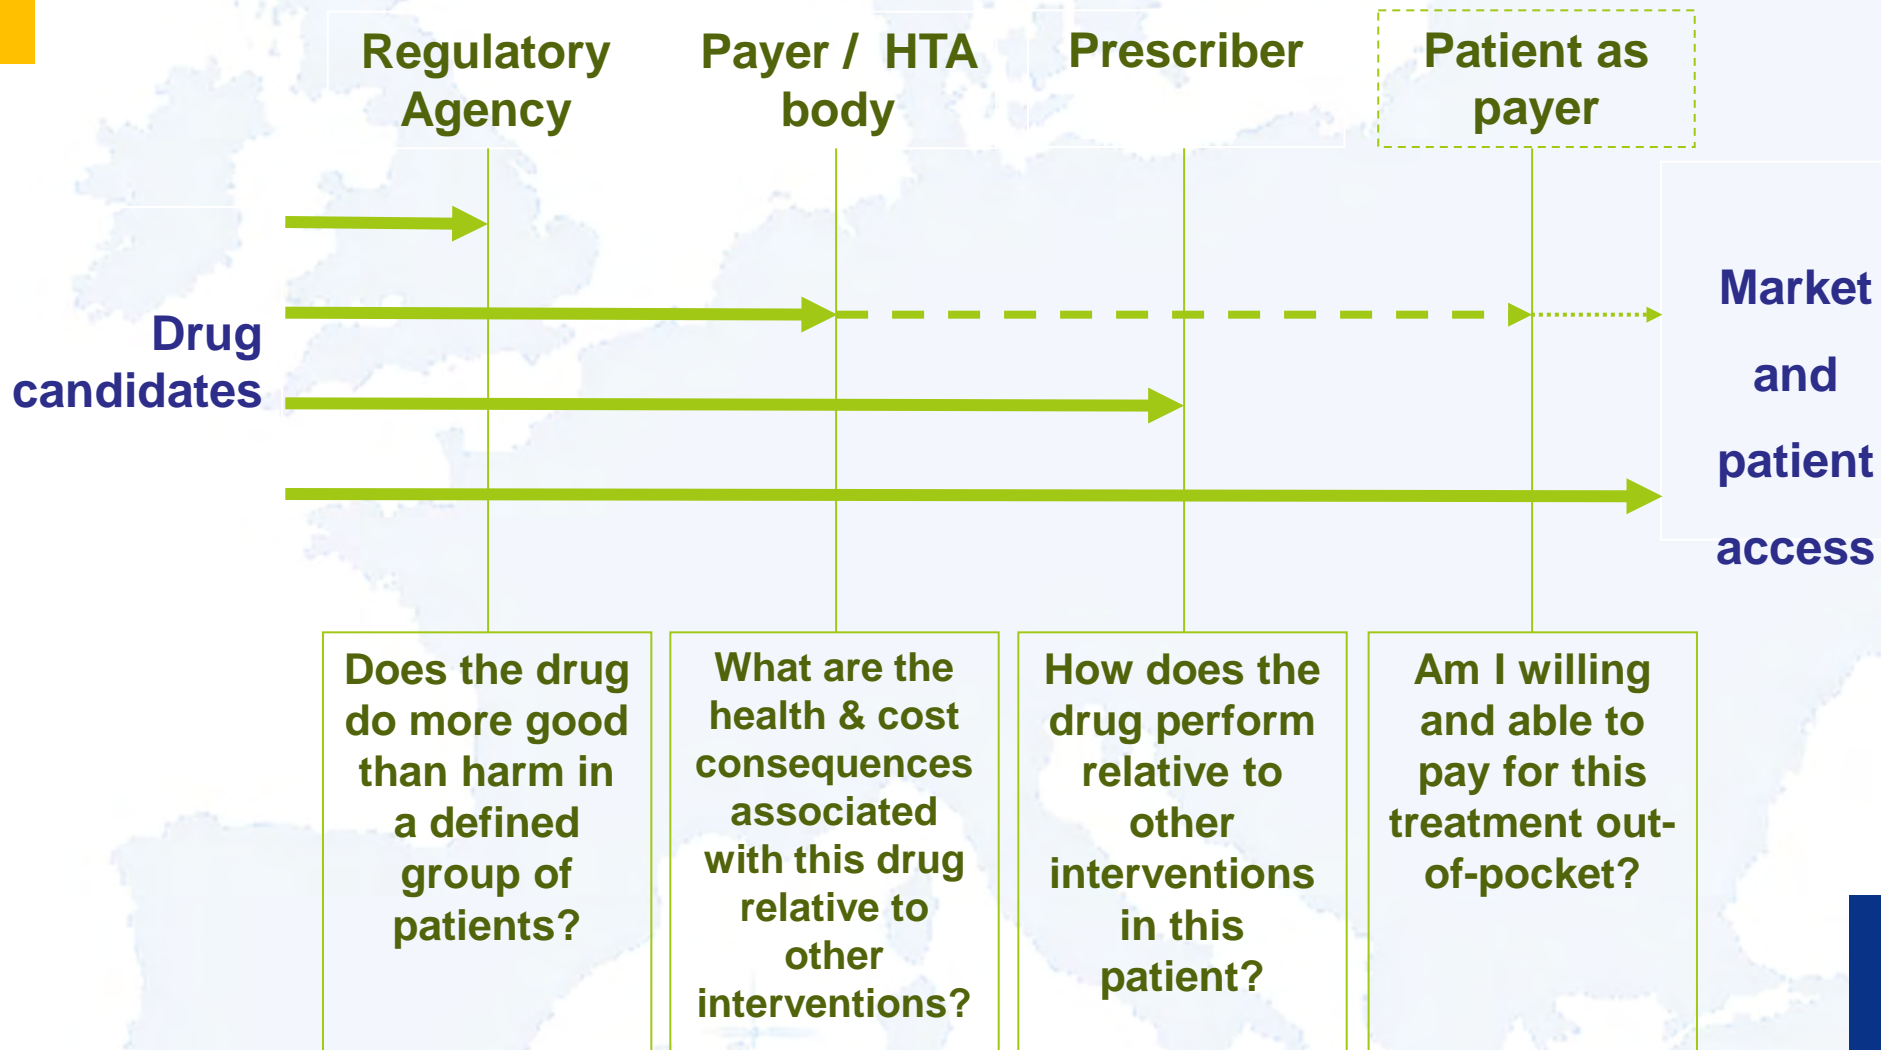 Regulatory
Agency
Payer / HTA
body
Prescriber
Patient as
payer
Drug
candidates
Market
and
patient
access
Does the drug
do more good
than harm in
a defined
group of
patients?
What are the
health & cost
consequences
associated
with this drug
relative to
other
interventions?
How does the
drug perform
relative to
other
interventions
in this
patient?
Am I willing
and able to
pay for this
treatment out-
of-pocket?